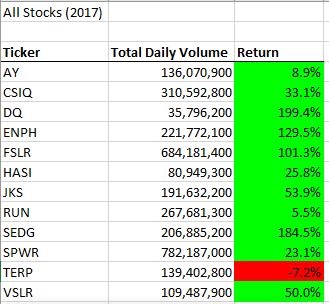 All Stocks (2017)
Ticker Total Daily Volume Return
AY 136,070,900 8.9%
CSIQ 310,592,800 33.1%
DQ 35,796,200 199.4%
ENPH 221,772,100 129.5%
FSLR 684,181,400 101.3%
HASI 80,949,300 25.8%
JKS 191,632,200 53.9%
RUN 267,681,300 5.5%
SEDG 206,885,200 184.5%
SPWR 782,187,000 23.1%
TERP 139,402,800 -7.2%
VSLR 109,487,900 50.0%